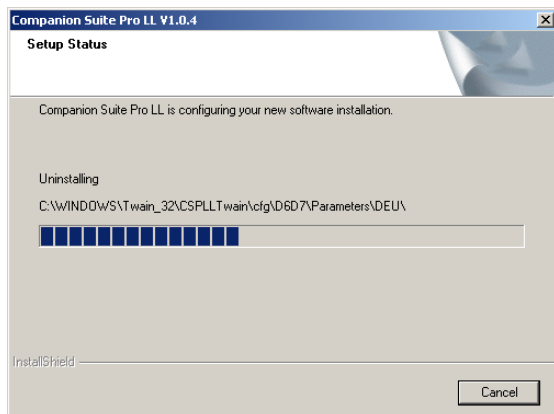 Companion Suite Pro LL V1.0.4
Setup Status
Companion Suite Pro LL is configuring your new software installation.
Uninstalling
C:\WINDOWS\Twain_32\CSPLLTwain\cfg\D6D7\Parameters\DEU\
InstallShield
Cancel